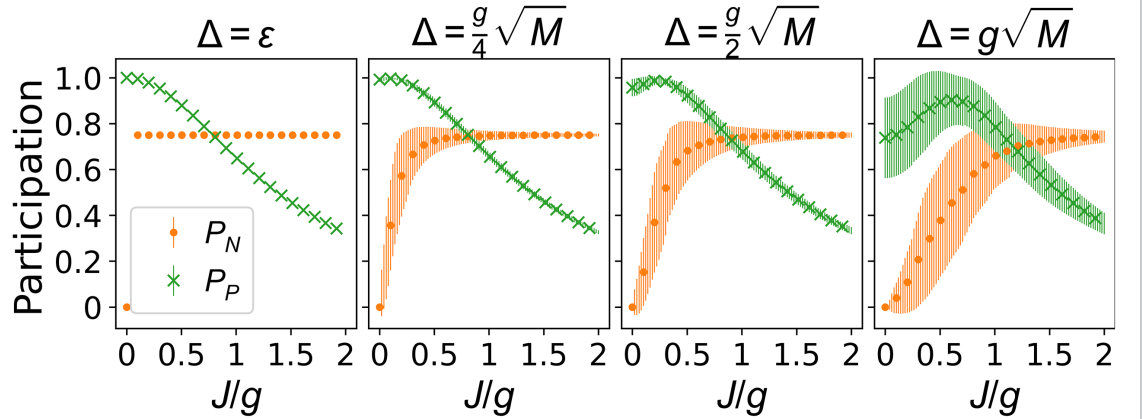 Δ = ε
Δ = g/4 √M
Δ = g/2 √M
Δ = g√M
Participation
1.0
0.8
0.6
0.4
0.2
0
P_N
P_P
0 0.5 1 1.5 2
0 0.5 1 1.5 2
0 0.5 1 1.5 2
0 0.5 1 1.5 2
J/g
J/g
J/g
J/g